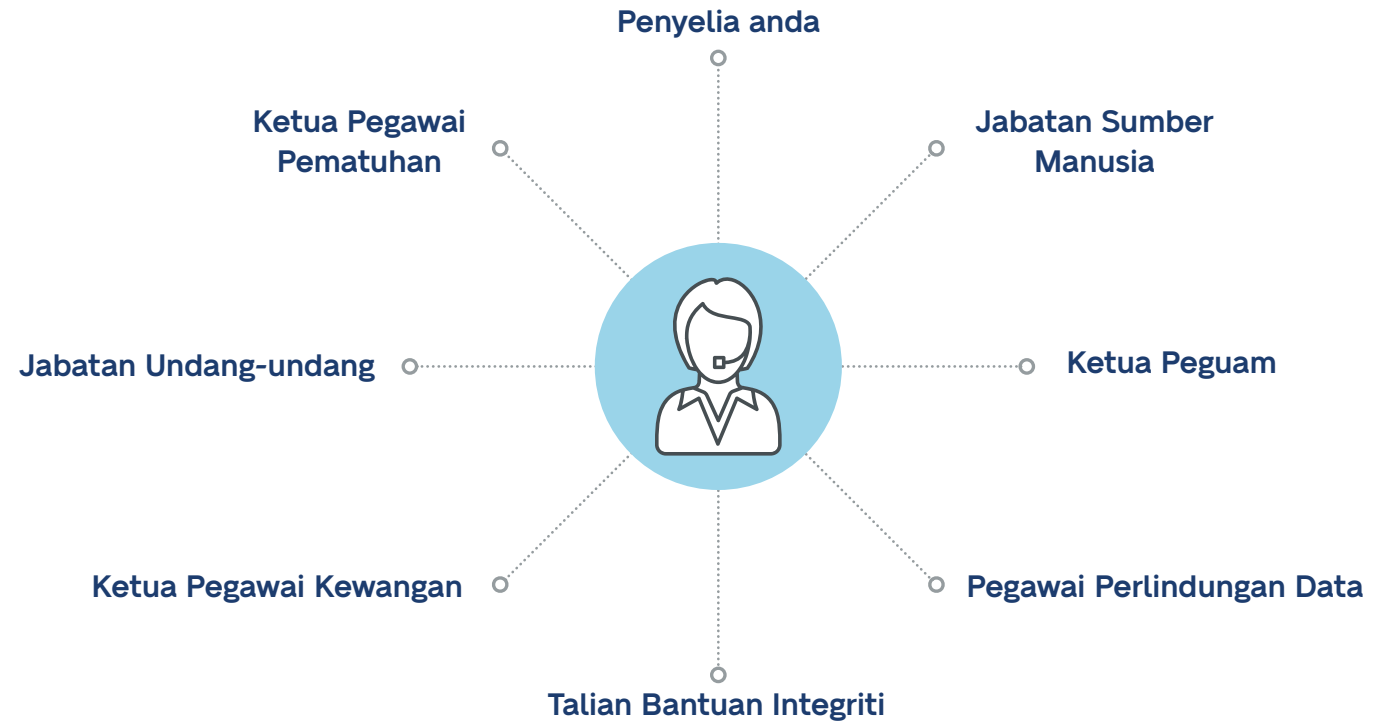 Penyelia anda
Ketua Pegawai
Pematuhan
Jabatan Sumber
Manusia
Jabatan Undang-undang
Ketua Peguam
Ketua Pegawai Kewangan
Pegawai Perlindungan Data
Talian Bantuan Integriti